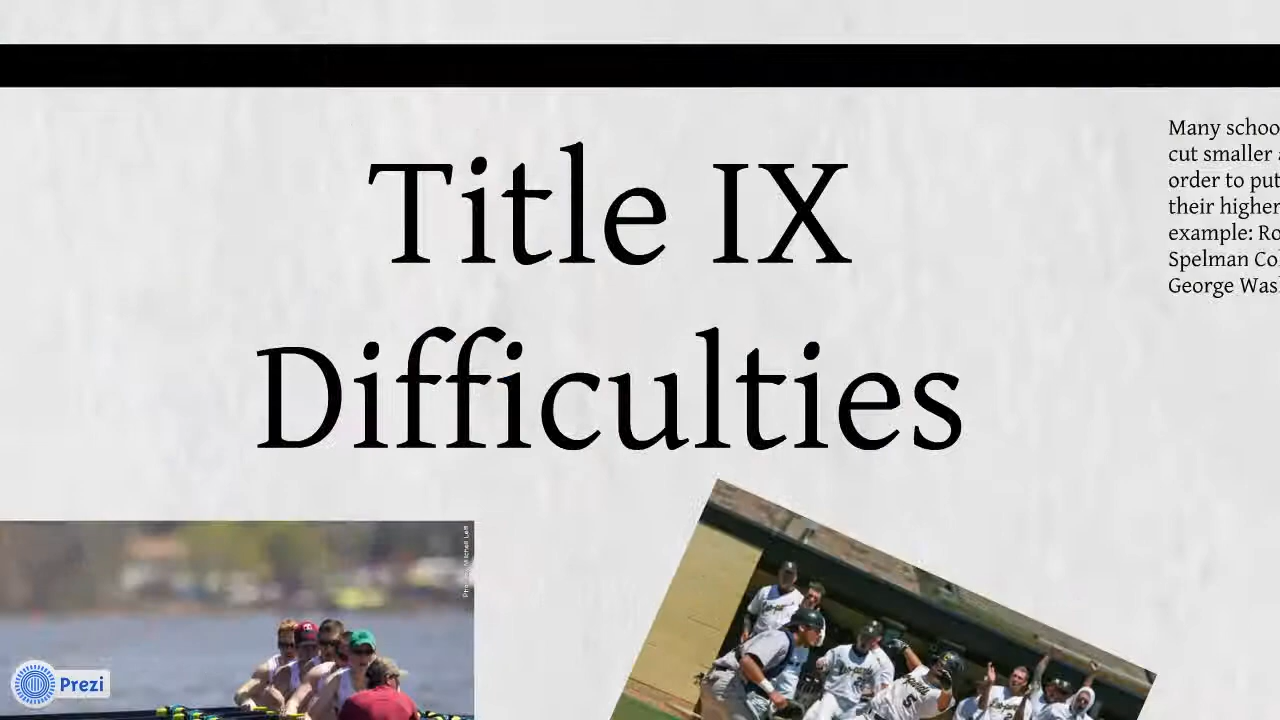 Title IX
Difficulties
Many schoo
cut smaller
order to put
their higher
example: Ro
Spelman Co
George Was
Prezi